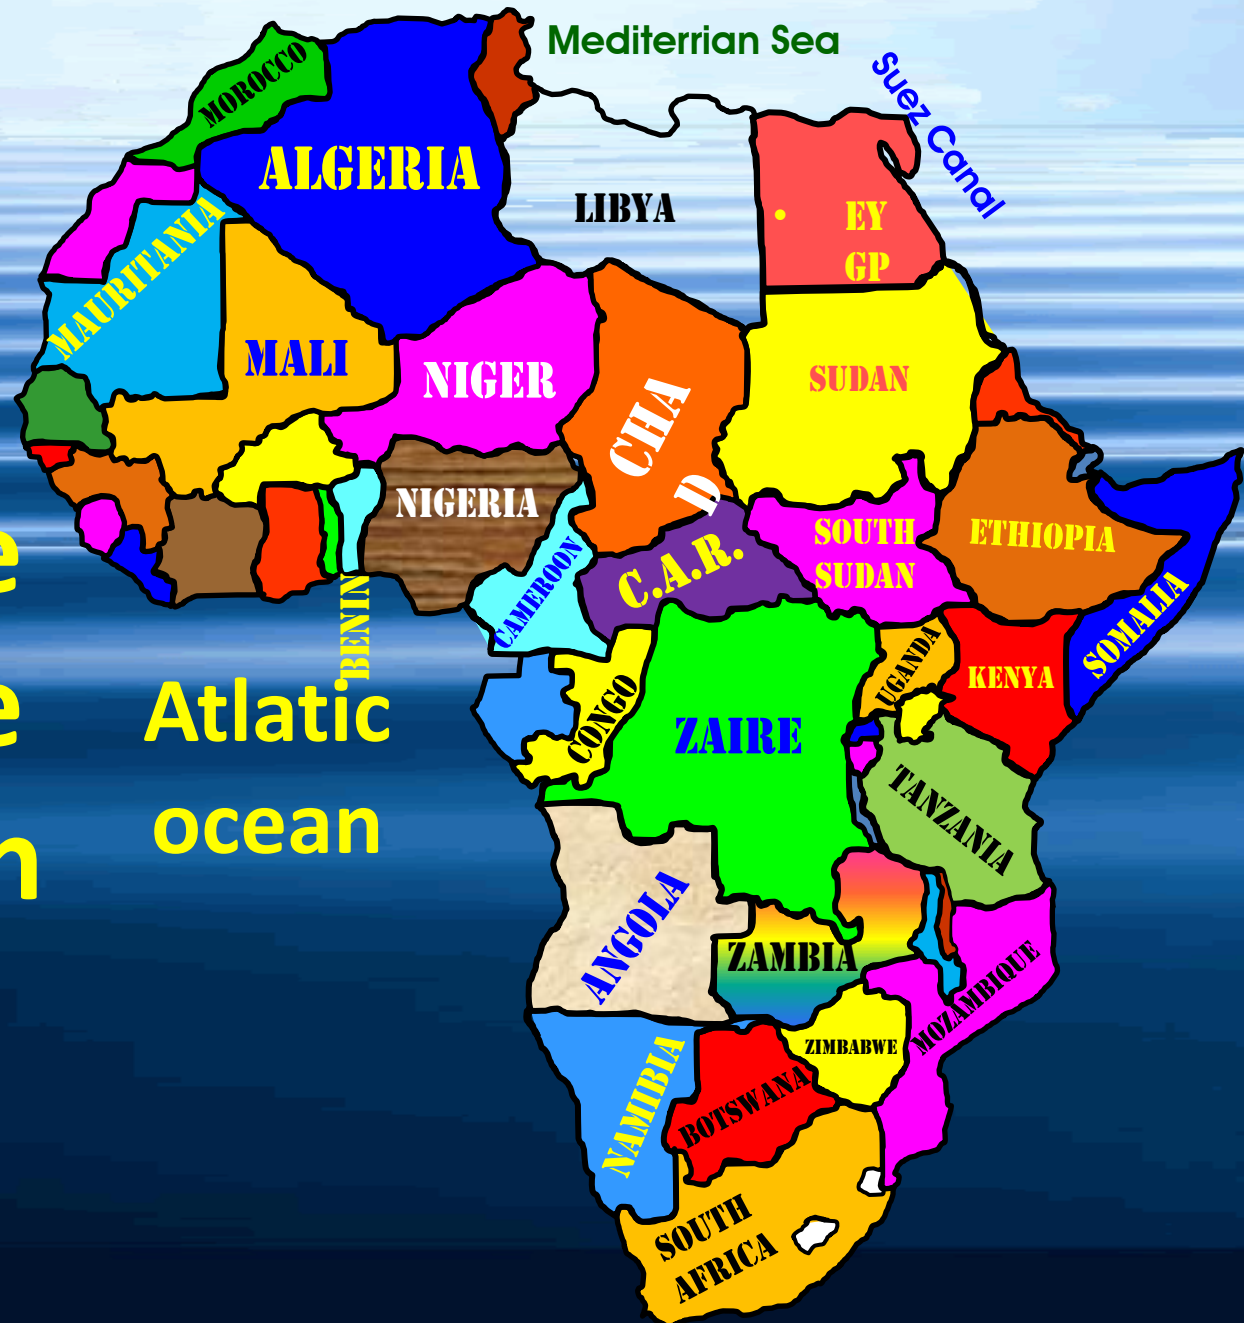 Mediterrian Sea
Suez Canal
MOROCCO
ALGERIA
LIBYA
EY
GP
MAURITANIA
MALI
NIGER
CHA
D
SUDAN
NIGERIA
SOUTH
SUDAN
ETHIOPIA
C.A.R.
CAMEROON
BENIN
SOMALIA
UGANDA
KENYA
Atlatic
ocean
CONGO
ZAIRE
TANZANIA
ANGOLA
ZAMBIA
MOZAMBIQUE
ZIMBABWE
NAMIBIA
BOTSWANA
SOUTH
AFRICA